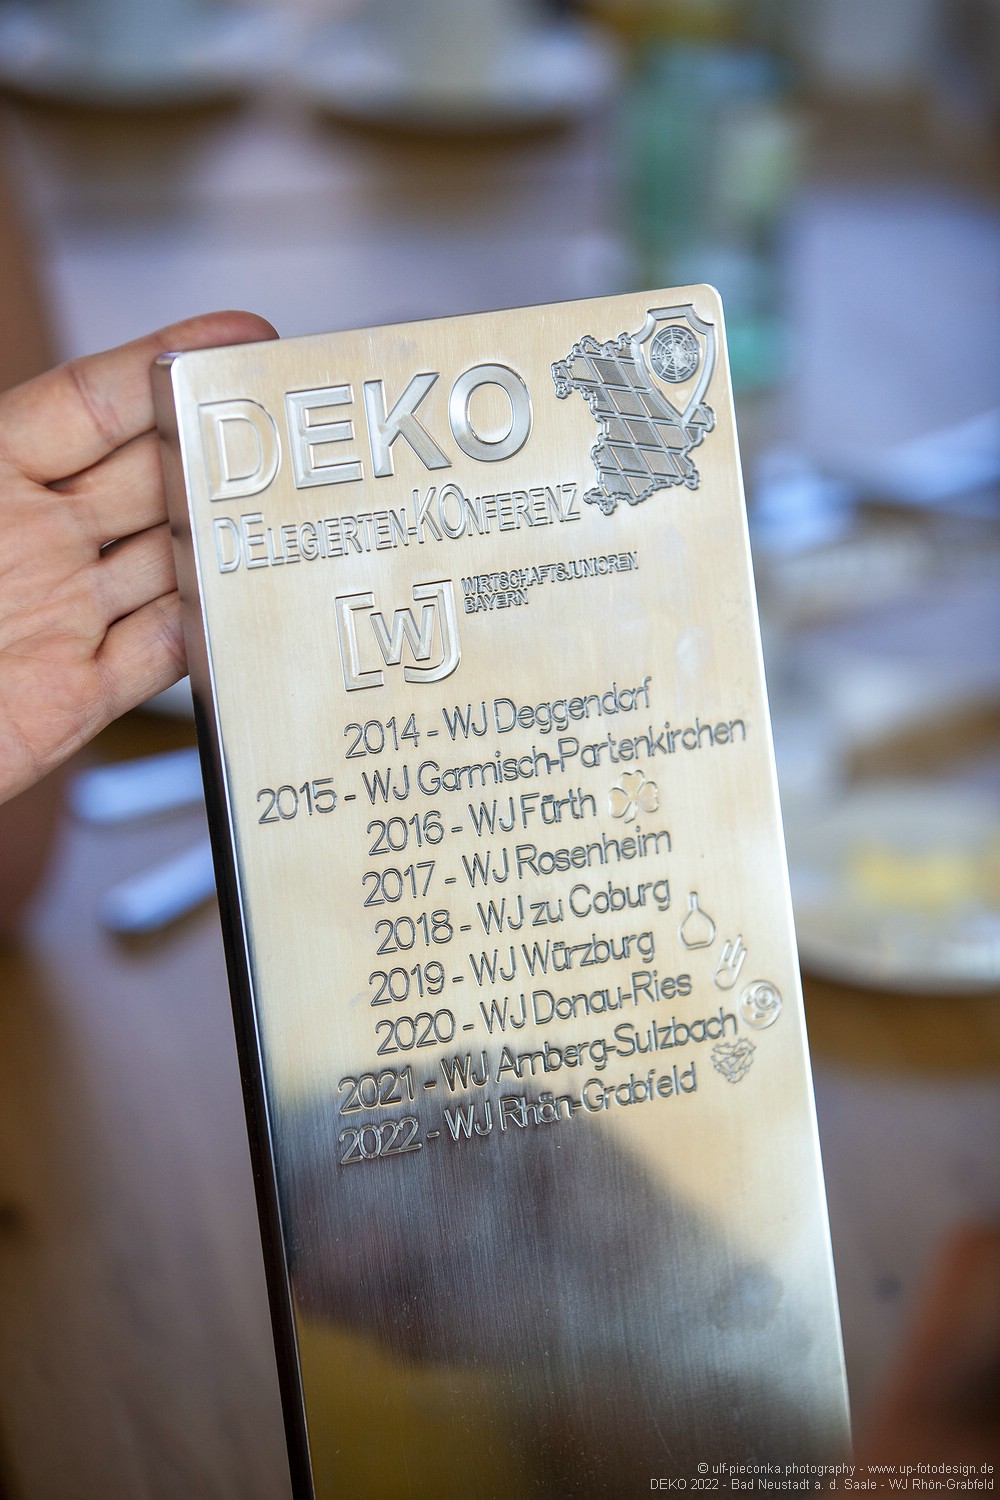 DEKO
DELEGIERTEN-KONFERENZ
WJ
WIRTSCHAFTSJUNIOREN
BAYERN
2014 - WJ Deggendorf
2015 - WJ Garmisch-Partenkirchen
2016 - WJ Fürth
2017 - WJ Rosenheim
2018 - WJ zu Coburg
2019 - WJ Würzburg
2020 - WJ Donau-Ries
2021 - WJ Amberg-Sulzbach
2022 - WJ Rhön-Grabfeld
© ulf-pieconka.photography - www.up-fotodesign.de
DEKO 2022 - Bad Neustadt a. d. Saale - WJ Rhön-Grabfeld